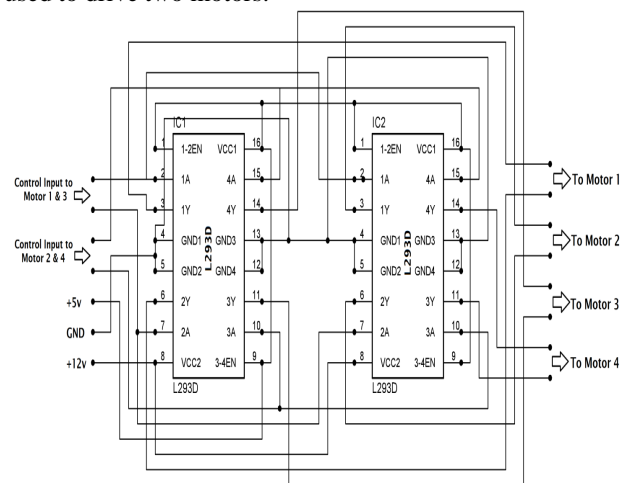 used to drive two motors.
IC1
1 1-2EN VCC1 16
2 1A 4A 15
3 1Y 4Y 14
4 GND1 GND3 13
5 GND2 GND4 12
6 2Y 3Y 11
7 2A 3A 10
8 VCC2 3-4EN 9
L293D
L293D
IC2
1 1-2EN VCC1 16
2 1A 4A 15
3 1Y 4Y 14
4 GND1 GND3 13
5 GND2 GND4 12
6 2Y 3Y 11
7 2A 3A 10
8 VCC2 3-4EN 9
L293D
L293D
Control Input to
Motor 1 & 3
Control Input to
Motor 2 & 4
+5v
GND
+12v
To Motor 1
To Motor 2
To Motor 3
To Motor 4